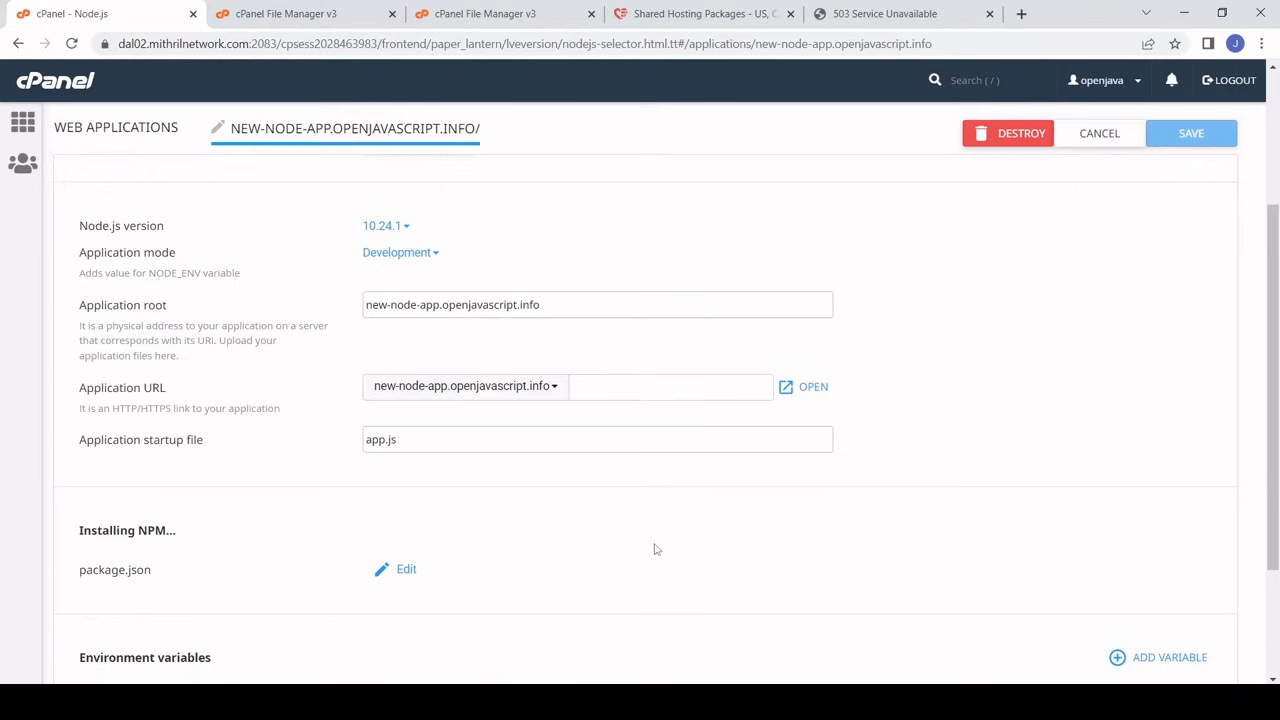 cPanel - Node.js
cPanel File Manager v3
cPanel File Manager v3
Shared Hosting Packages - US, C
503 Service Unavailable
dal02.mithrilnetwork.com:2083/cpsess2028463983/frontend/paper_lantern/lveversion/nodejs-selector.html.tt#/applications/new-node-app.openjavascript.info
J
cPanel
Search ( / )
openjava
LOGOUT
WEB APPLICATIONS
NEW-NODE-APP.OPENJAVASCRIPT.INFO/
DESTROY
CANCEL
SAVE
Node.js version
10.24.1
Application mode
Development
Adds value for NODE_ENV variable
Application root
new-node-app.openjavascript.info
It is a physical address to your application on a server
that corresponds with its URI. Upload your
application files here.
Application URL
new-node-app.openjavascript.info
OPEN
It is an HTTP/HTTPS link to your application
Application startup file
app.js
Installing NPM...
package.json
Edit
Environment variables
ADD VARIABLE